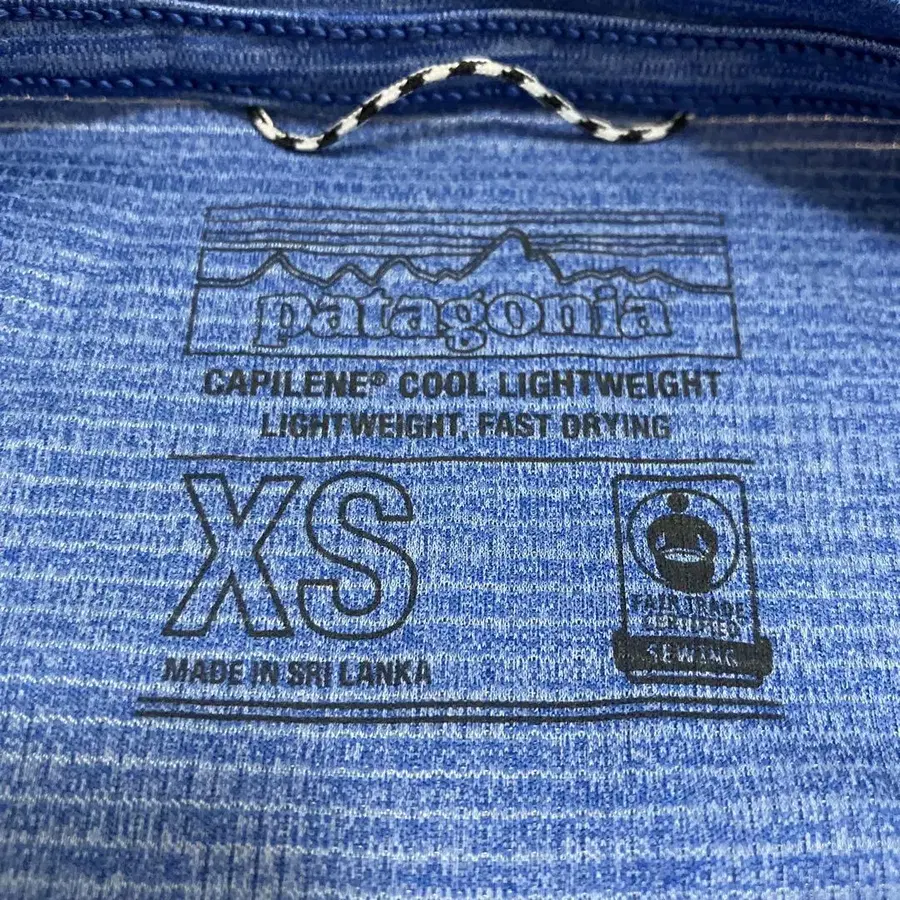 patagonia
CAPILENE® COOL LIGHTWEIGHT
LIGHTWEIGHT, FAST DRYING
XS
FAIR TRADE
CERTIFIED
SEWING
MADE IN SRI LANKA